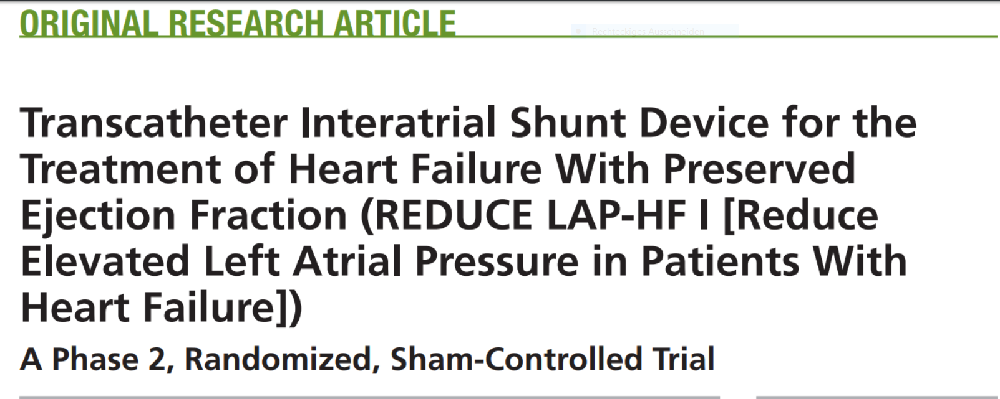 ORIGINAL RESEARCH ARTICLE
Rechteckiges Ausschneiden
Transcatheter Interatrial Shunt Device for the
Treatment of Heart Failure With Preserved
Ejection Fraction (REDUCE LAP-HF I [Reduce
Elevated Left Atrial Pressure in Patients With
Heart Failure])
A Phase 2, Randomized, Sham-Controlled Trial